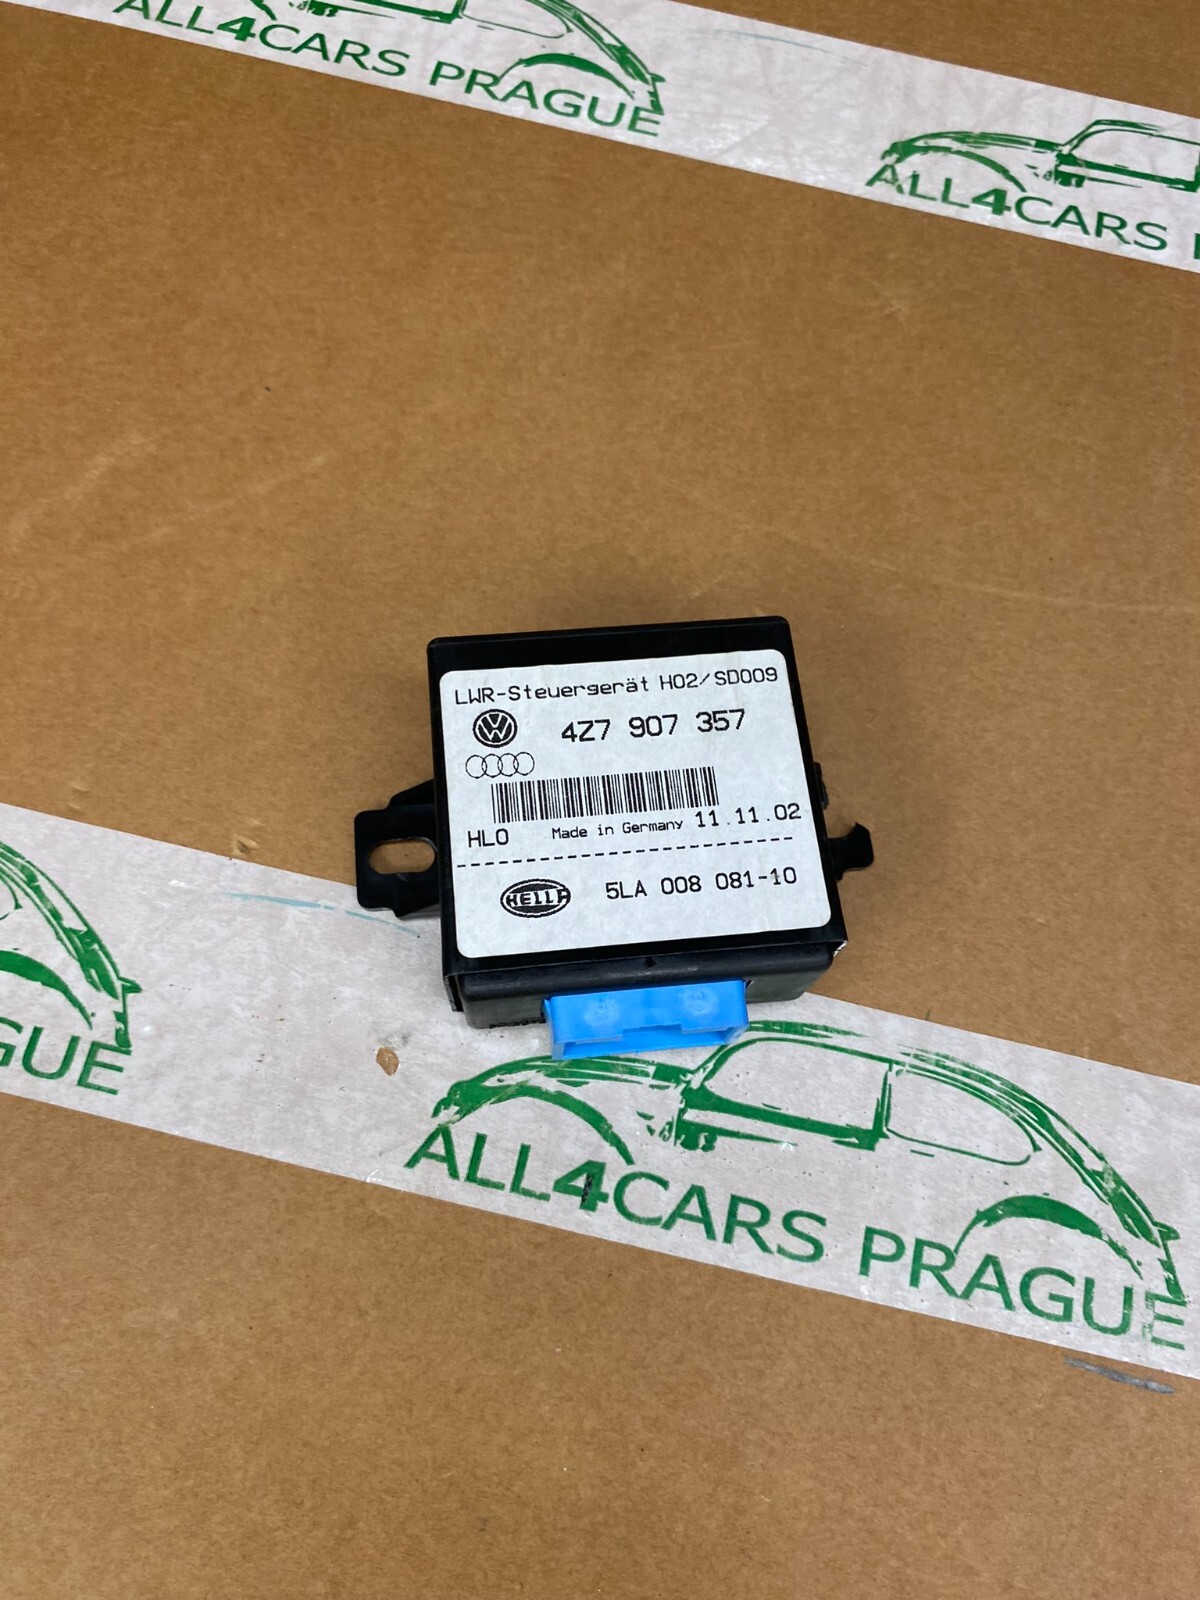 ALL4CARS PRAGUE
ALL4CARS P
LWR-Steuergerät H02/SD009
4Z7 907 357
HLO Made in Germany 11.11.02
HELLA 5LA 008 081-10
GUE
ALL4CARS PRAGUE